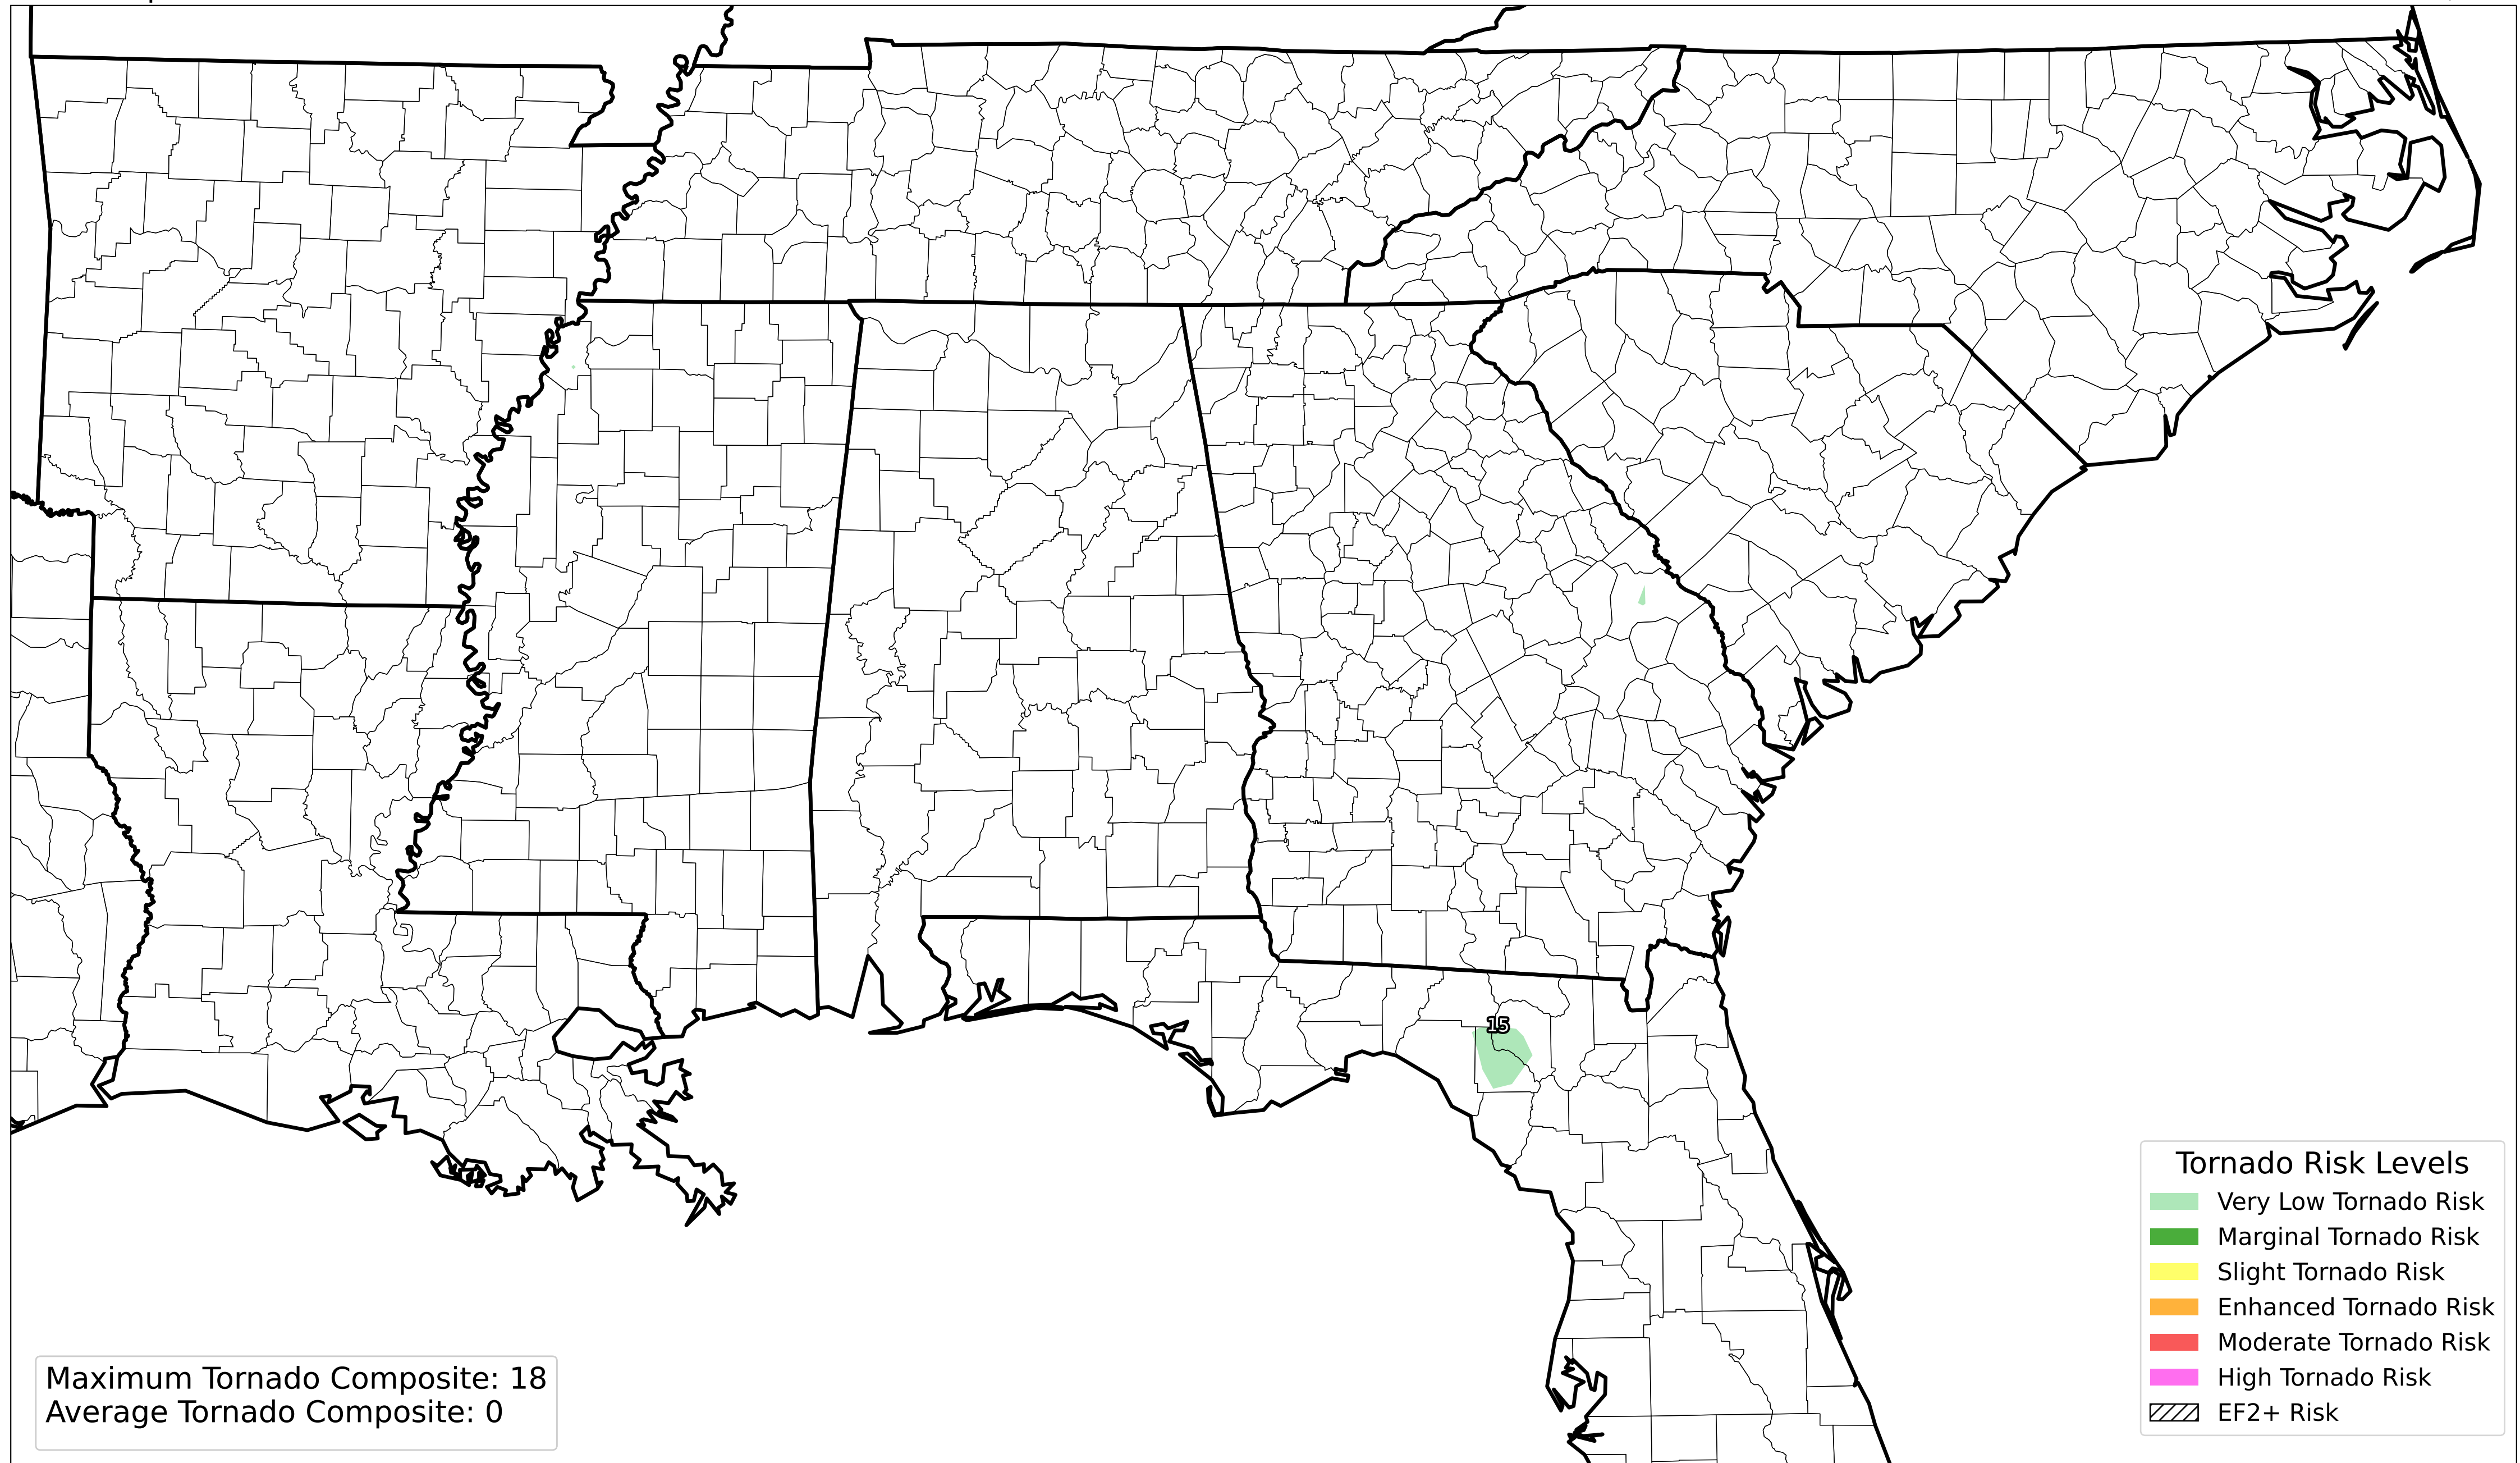 15
Tornado Risk Levels
Very Low Tornado Risk
Marginal Tornado Risk
Slight Tornado Risk
Enhanced Tornado Risk
Moderate Tornado Risk
High Tornado Risk
EF2+ Risk
Maximum Tornado Composite: 18
Average Tornado Composite: 0